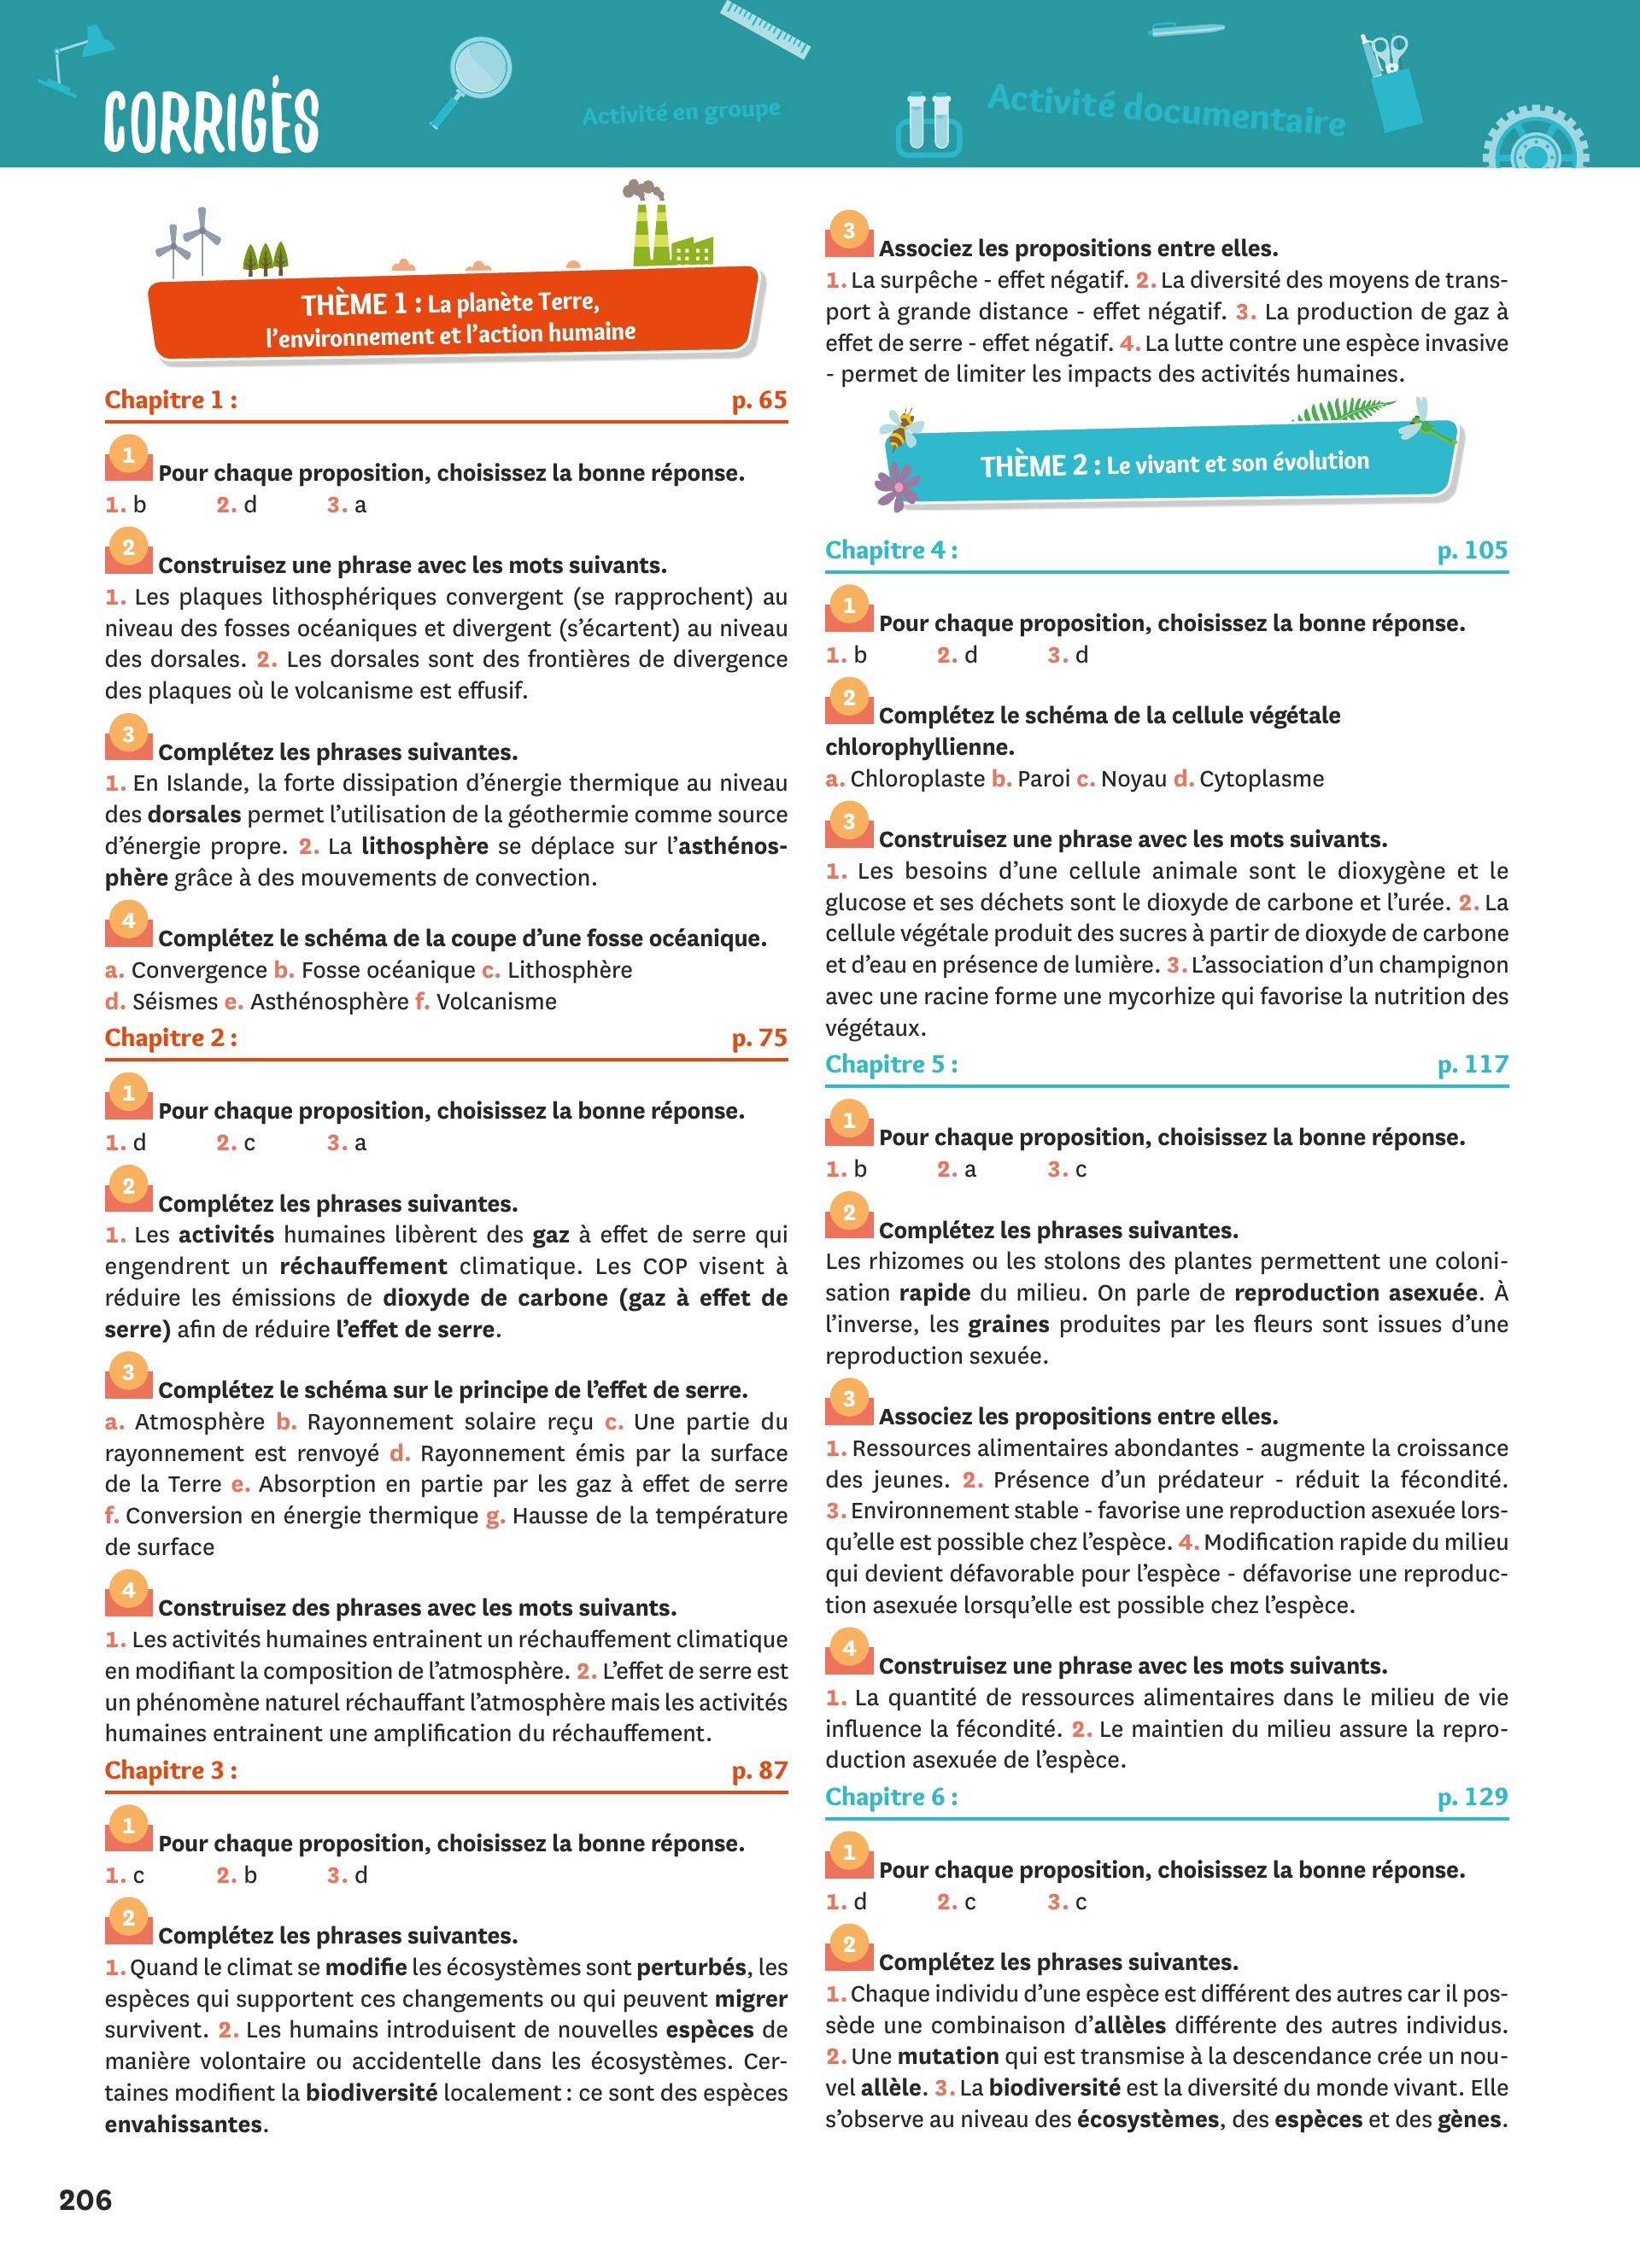 CORRIGÉS
Activité en groupe
Activité documentaire
THÈME 1 : La planète Terre,
l'environnement et l'action humaine
Chapitre 1 : p. 65
1 Pour chaque proposition, choisissez la bonne réponse.
1. b 2. d 3. a
2 Construisez une phrase avec les mots suivants.
1. Les plaques lithosphériques convergent (se rapprochent) au
niveau des fosses océaniques et divergent (s'écartent) au niveau
des dorsales. 2. Les dorsales sont des frontières de divergence
des plaques où le volcanisme est effusif.
3 Complétez les phrases suivantes.
1. En Islande, la forte dissipation d'énergie thermique au niveau
des dorsales permet l'utilisation de la géothermie comme source
d'énergie propre. 2. La lithosphère se déplace sur l'asthénos-
phère grâce à des mouvements de convection.
4 Complétez le schéma de la coupe d'une fosse océanique.
a. Convergence b. Fosse océanique c. Lithosphère
d. Séismes e. Asthénosphère f. Volcanisme
Chapitre 2 : p. 75
1 Pour chaque proposition, choisissez la bonne réponse.
1. d 2. c 3. a
2 Complétez les phrases suivantes.
1. Les activités humaines libèrent des gaz à effet de serre qui
engendrent un réchauffement climatique. Les COP visent à
réduire les émissions de dioxyde de carbone (gaz à effet de
serre) afin de réduire l'effet de serre.
3 Complétez le schéma sur le principe de l'effet de serre.
a. Atmosphère b. Rayonnement solaire reçu c. Une partie du
rayonnement est renvoyé d. Rayonnement émis par la surface
de la Terre e. Absorption en partie par les gaz à effet de serre
f. Conversion en énergie thermique g. Hausse de la température
de surface
4 Construisez des phrases avec les mots suivants.
1. Les activités humaines entrainent un réchauffement climatique
en modifiant la composition de l'atmosphère. 2. L'effet de serre est
un phénomène naturel réchauffant l'atmosphère mais les activités
humaines entrainent une amplification du réchauffement.
Chapitre 3 : p. 87
1 Pour chaque proposition, choisissez la bonne réponse.
1. c 2. b 3. d
2 Complétez les phrases suivantes.
1. Quand le climat se modifie les écosystèmes sont perturbés, les
espèces qui supportent ces changements ou qui peuvent migrer
survivent. 2. Les humains introduisent de nouvelles espèces de
manière volontaire ou accidentelle dans les écosystèmes. Cer-
taines modifient la biodiversité localement : ce sont des espèces
envahissantes.
3 Associez les propositions entre elles.
1. La surpêche - effet négatif. 2. La diversité des moyens de trans-
port à grande distance - effet négatif. 3. La production de gaz à
effet de serre - effet négatif. 4. La lutte contre une espèce invasive
- permet de limiter les impacts des activités humaines.
THÈME 2 : Le vivant et son évolution
Chapitre 4 : p. 105
1 Pour chaque proposition, choisissez la bonne réponse.
1. b 2. d 3. d
2 Complétez le schéma de la cellule végétale
chlorophyllienne.
a. Chloroplaste b. Paroi c. Noyau d. Cytoplasme
3 Construisez une phrase avec les mots suivants.
1. Les besoins d'une cellule animale sont le dioxygène et le
glucose et ses déchets sont le dioxyde de carbone et l'urée. 2. La
cellule végétale produit des sucres à partir de dioxyde de carbone
et d'eau en présence de lumière. 3. L'association d'un champignon
avec une racine forme une mycorhize qui favorise la nutrition des
végétaux.
Chapitre 5 : p. 117
1 Pour chaque proposition, choisissez la bonne réponse.
1. b 2. a 3. c
2 Complétez les phrases suivantes.
Les rhizomes ou les stolons des plantes permettent une coloni-
sation rapide du milieu. On parle de reproduction asexuée. À
l'inverse, les graines produites par les fleurs sont issues d'une
reproduction sexuée.
3 Associez les propositions entre elles.
1. Ressources alimentaires abondantes - augmente la croissance
des jeunes. 2. Présence d'un prédateur - réduit la fécondité.
3. Environnement stable - favorise une reproduction asexuée lors-
qu'elle est possible chez l'espèce. 4. Modification rapide du milieu
qui devient défavorable pour l'espèce - défavorise une reproduc-
tion asexuée lorsqu'elle est possible chez l'espèce.
4 Construisez une phrase avec les mots suivants.
1. La quantité de ressources alimentaires dans le milieu de vie
influence la fécondité. 2. Le maintien du milieu assure la repro-
duction asexuée de l'espèce.
Chapitre 6 : p. 129
1 Pour chaque proposition, choisissez la bonne réponse.
1. d 2. c 3. c
2 Complétez les phrases suivantes.
1. Chaque individu d'une espèce est différent des autres car il pos-
sède une combinaison d'allèles différente des autres individus.
2. Une mutation qui est transmise à la descendance crée un nou-
vel allèle. 3. La biodiversité est la diversité du monde vivant. Elle
s'observe au niveau des écosystèmes, des espèces et des gènes.
206